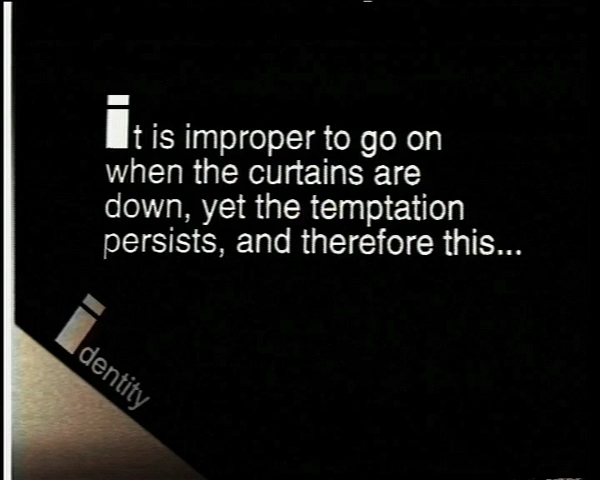 it is improper to go on
when the curtains are
down, yet the temptation
persists, and therefore this...
identity